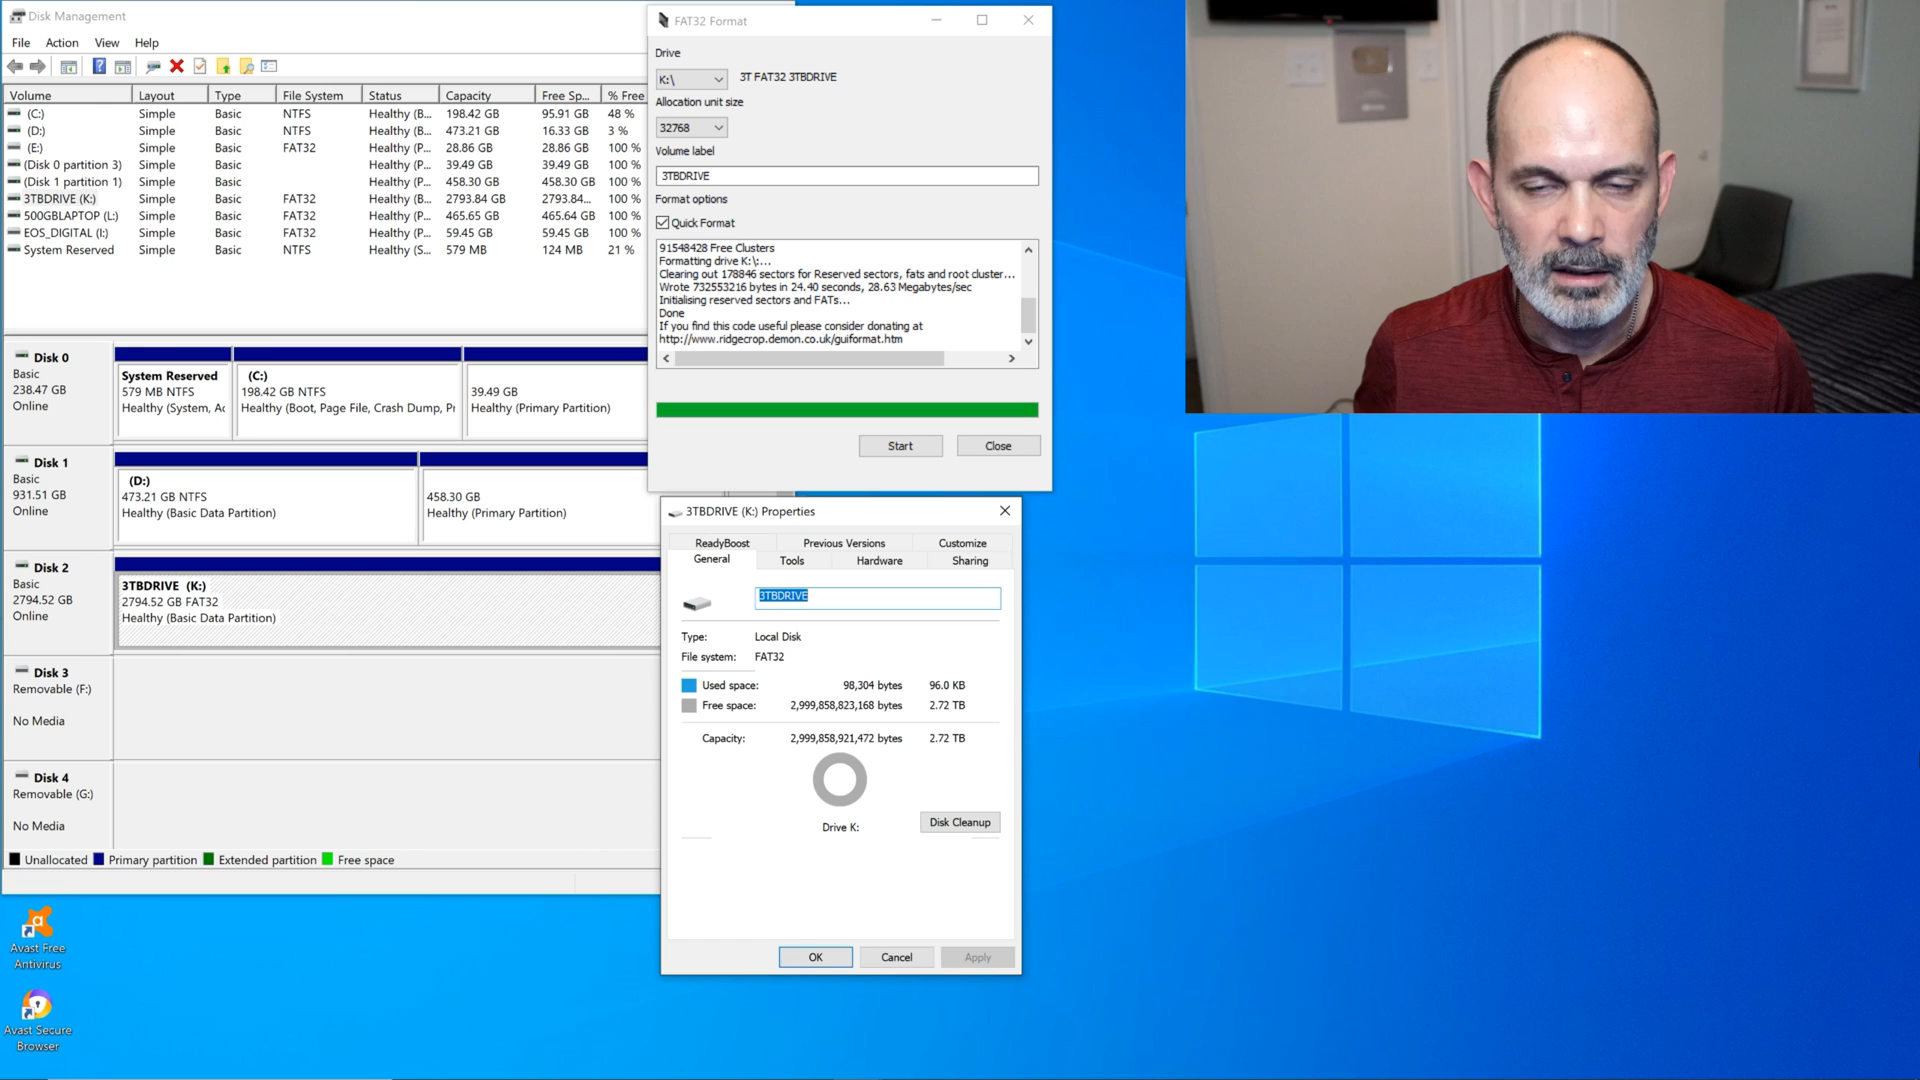 Disk Management
File Action View Help
Volume Layout Type File System Status Capacity Free Sp... % Free
(C:) Simple Basic NTFS Healthy (B... 198.42 GB 95.91 GB 48 %
(D:) Simple Basic NTFS Healthy (B... 473.21 GB 16.33 GB 3 %
(E:) Simple Basic FAT32 Healthy (P... 28.86 GB 28.86 GB 100 %
(Disk 0 partition 3) Simple Basic Healthy (P... 39.49 GB 39.49 GB 100 %
(Disk 1 partition 1) Simple Basic Healthy (P... 458.30 GB 458.30 GB 100 %
3TBDRIVE (K:) Simple Basic FAT32 Healthy (B... 2793.84 GB 2793.84... 100 %
500GBLAPTOP (L:) Simple Basic FAT32 Healthy (P... 465.65 GB 465.64 GB 100 %
EOS_DIGITAL (I:) Simple Basic FAT32 Healthy (P... 59.45 GB 59.45 GB 100 %
System Reserved Simple Basic NTFS Healthy (S... 579 MB 124 MB 21 %
Disk 0
Basic
238.47 GB
Online
System Reserved
579 MB NTFS
Healthy (System, Ac
(C:)
198.42 GB NTFS
Healthy (Boot, Page File, Crash Dump, Pr
39.49 GB
Healthy (Primary Partition)
Disk 1
Basic
931.51 GB
Online
(D:)
473.21 GB NTFS
Healthy (Basic Data Partition)
458.30 GB
Healthy (Primary Partition)
Disk 2
Basic
2794.52 GB
Online
3TBDRIVE (K:)
2794.52 GB FAT32
Healthy (Basic Data Partition)
Disk 3
Removable (F:)
No Media
Disk 4
Removable (G:)
No Media
Unallocated Primary partition Extended partition Free space
FAT32 Format
Drive
K:\ 3T FAT32 3TBDRIVE
Allocation unit size
32768
Volume label
3TBDRIVE
Format options
Quick Format
91548428 Free Clusters
Formatting drive K:\:...
Clearing out 178846 sectors for Reserved sectors, fats and root cluster...
Wrote 732553216 bytes in 24.40 seconds, 28.63 Megabytes/sec
Initialising reserved sectors and FATs...
Done
If you find this code useful please consider donating at
http://www.ridgecrop.demon.co.uk/guiformat.htm
Start Close
3TBDRIVE (K:) Properties
ReadyBoost Previous Versions Customize
General Tools Hardware Sharing
3TBDRIVE
Type: Local Disk
File system: FAT32
Used space: 98,304 bytes 96.0 KB
Free space: 2,999,858,823,168 bytes 2.72 TB
Capacity: 2,999,858,921,472 bytes 2.72 TB
Drive K:
Disk Cleanup
OK Cancel Apply
Avast Free
Antivirus
Avast Secure
Browser